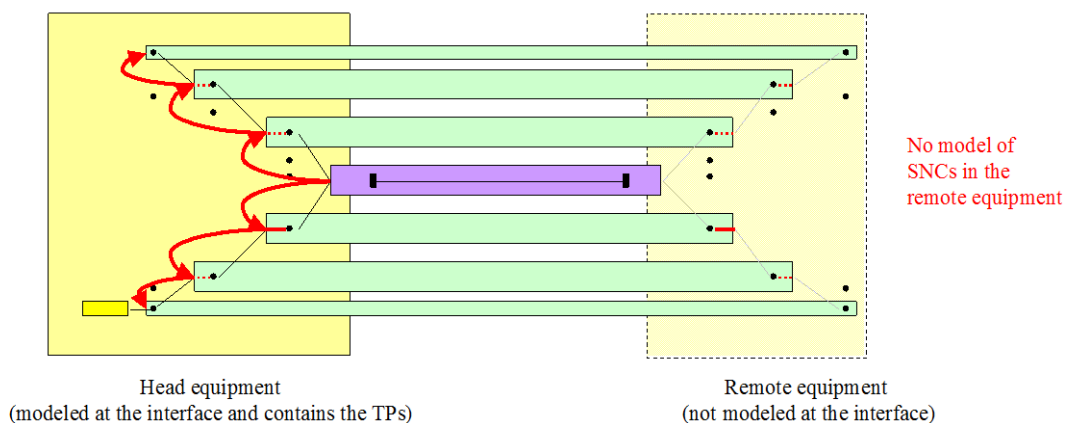 No model of
SNCs in the
remote equipment
Head equipment
(modeled at the interface and contains the TPs)
Remote equipment
(not modeled at the interface)